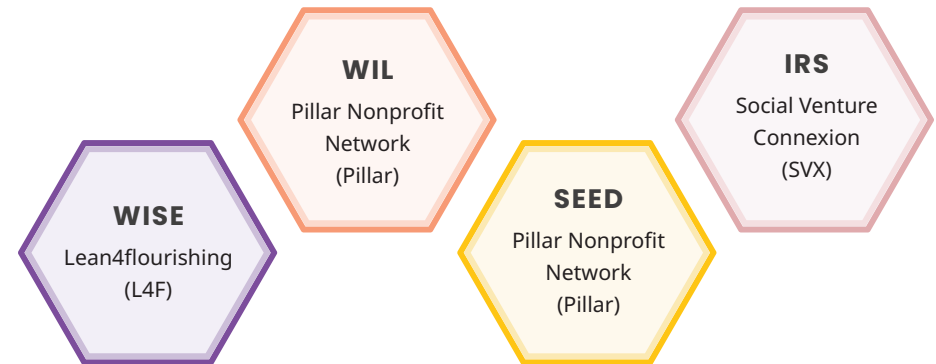 WISE
Lean4flourishing
(L4F)
WIL
Pillar Nonprofit
Network
(Pillar)
SEED
Pillar Nonprofit
Network
(Pillar)
IRS
Social Venture
Connexion
(SVX)